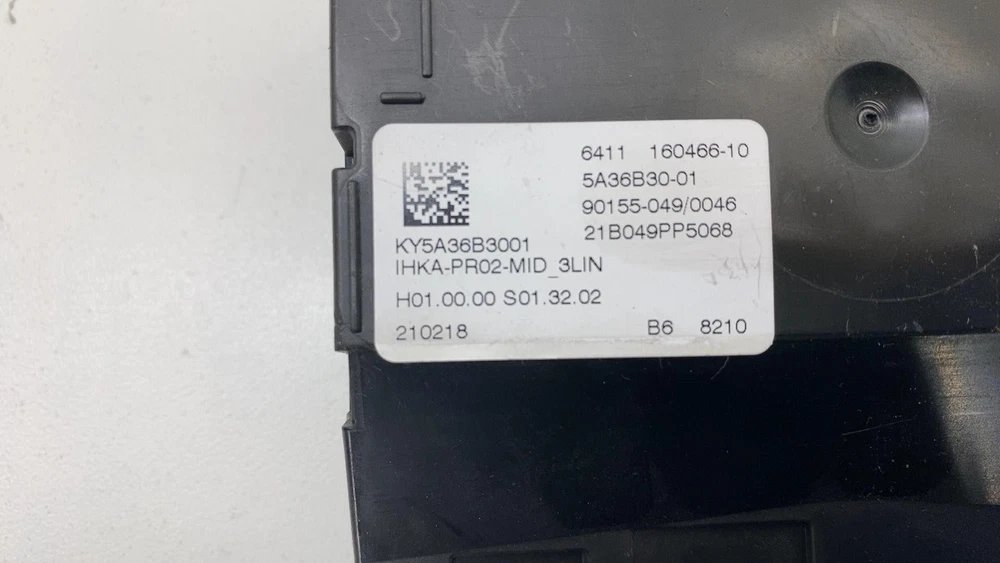 6411 160466-10
5A36B30-01
90155-049/0046
21B049PP5068
KY5A36B3001
IHKA-PR02-MID_3LIN
H01.00.00 S01.32.02
210218 B6 8210